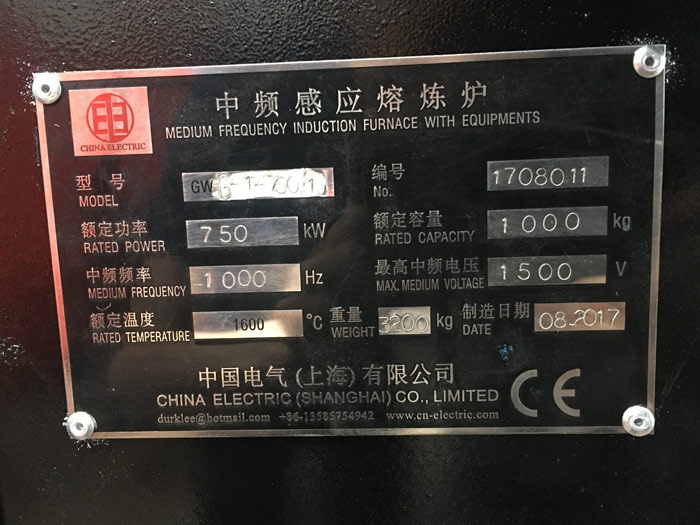 中频感应熔炼炉
MEDIUM FREQUENCY INDUCTION FURNACE WITH EQUIPMENTS
CHINA ELECTRIC
型号 GW
MODEL
编号 1708011
No.
额定功率 750 kW
RATED POWER
额定容量 1000 kg
RATED CAPACITY
中频频率 1000 Hz
MEDIUM FREQUENCY
最高中频电压 1500 V
MAX. MEDIUM VOLTAGE
额定温度 1600 °C
RATED TEMPERATURE
重量 3200 kg
WEIGHT
制造日期 08.2017
DATE
中国电气(上海)有限公司
CHINA ELECTRIC(SHANGHAI) CO., LIMITED
CE
durklee@hotmail.com +86-13585754942 www.cn-electric.com